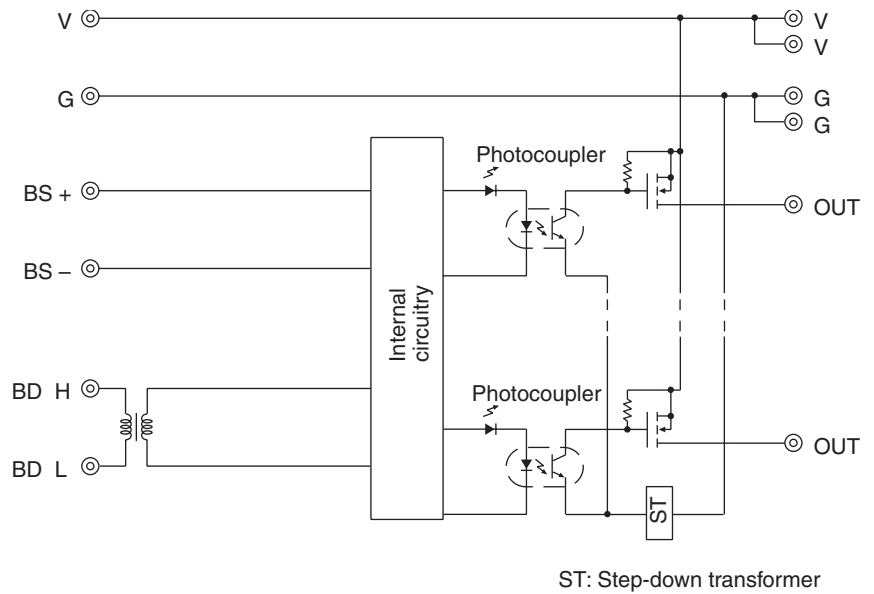 V
V
V
G
G
G
Photocoupler
BS +
OUT
BS –
Internal
circuitry
BD H
Photocoupler
OUT
BD L
ST
ST: Step-down transformer